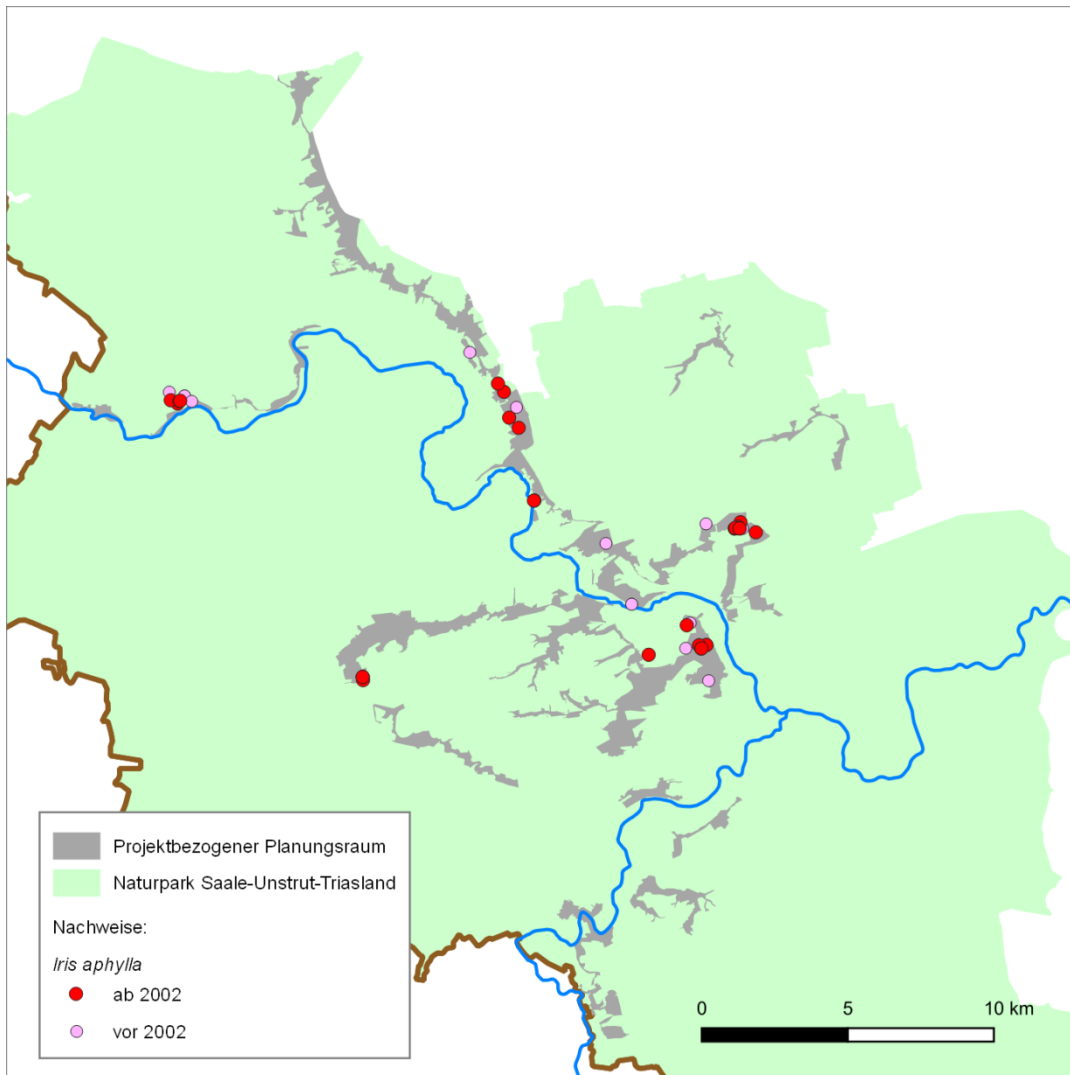 Projektbezogener Planungsraum
Naturpark Saale-Unstrut-Triasland
Nachweise:
Iris aphylla
ab 2002
vor 2002
0 5 10 km